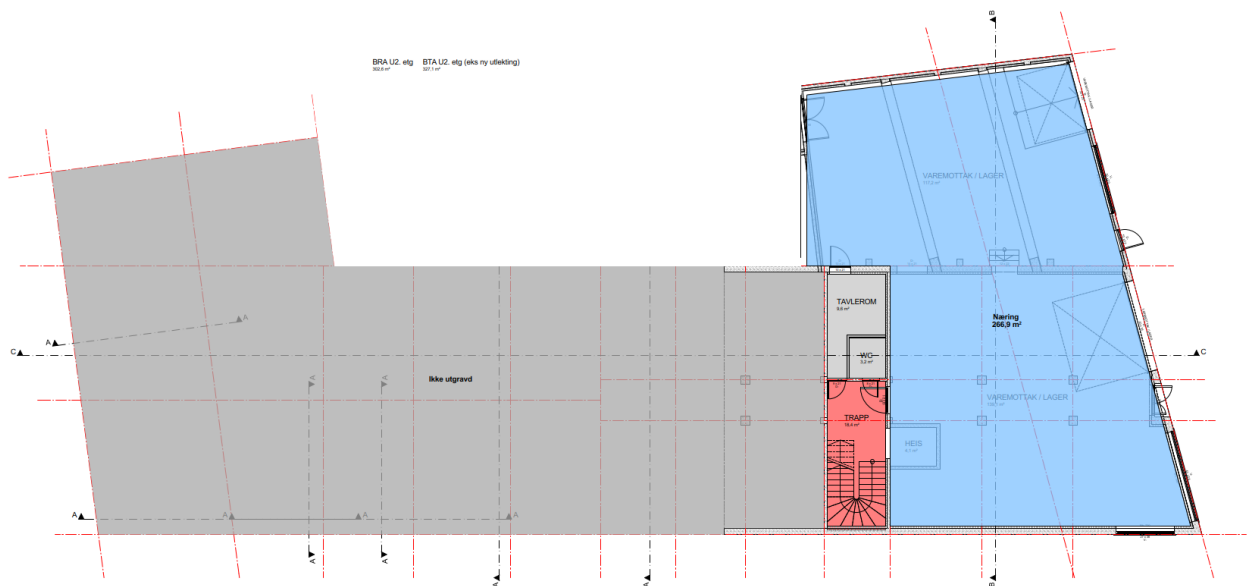 B
BRA U2. etg BTA U2. etg (eks ny utlekting)
302,6 m² 327,1 m²
VAREMOTTAK / LAGER
TAVLEROM
9,8 m²
Næring
266,9 m²
A
A
C
WC
C
A
A
Ikke utgravd
VAREMOTTAK / LAGER
TRAPP
HEIS
A
A
A
A
A
A
A
A
B